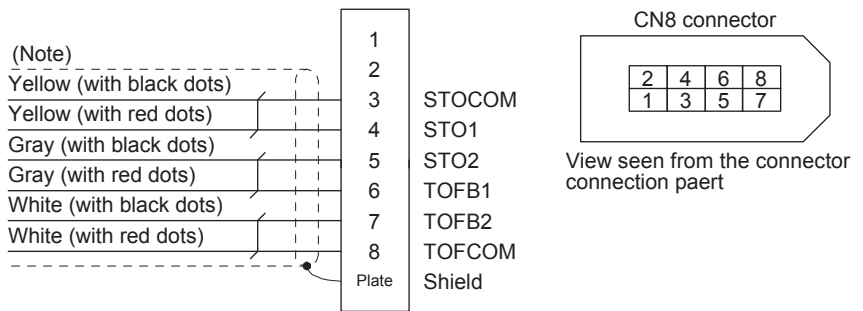 (Note)
Yellow (with black dots)
Yellow (with red dots)
Gray (with black dots)
Gray (with red dots)
White (with black dots)
White (with red dots)
1
2
3 STOCOM
4 STO1
5 STO2
6 TOFB1
7 TOFB2
8 TOFCOM
Plate Shield
CN8 connector
2 4 6 8
1 3 5 7
View seen from the connector
connection paert